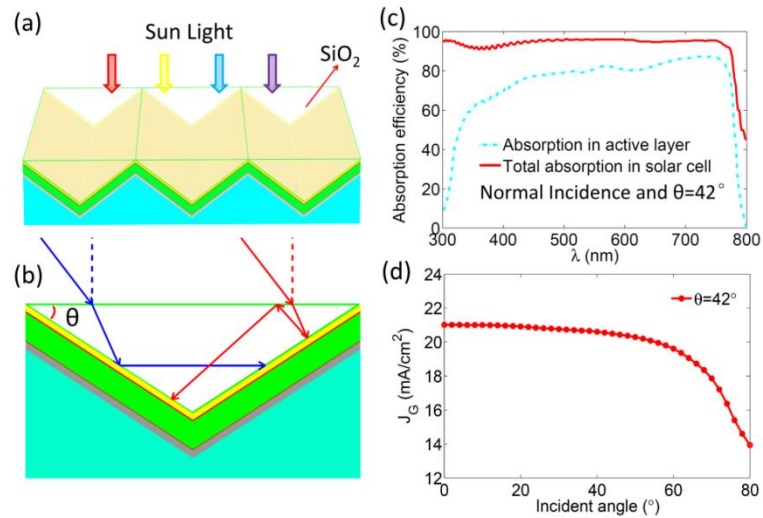 (a)
Sun Light
SiO₂
(b)
θ
(c)
Absorption efficiency (%)
100
80
60
40
20
0
Absorption in active layer
Total absorption in solar cell
Normal Incidence and θ=42°
300 400 500 600 700 800
λ (nm)
(d)
J_G (mA/cm²)
24
22
20
18
16
14
12
θ=42°
0 20 40 60 80
Incident angle (°)